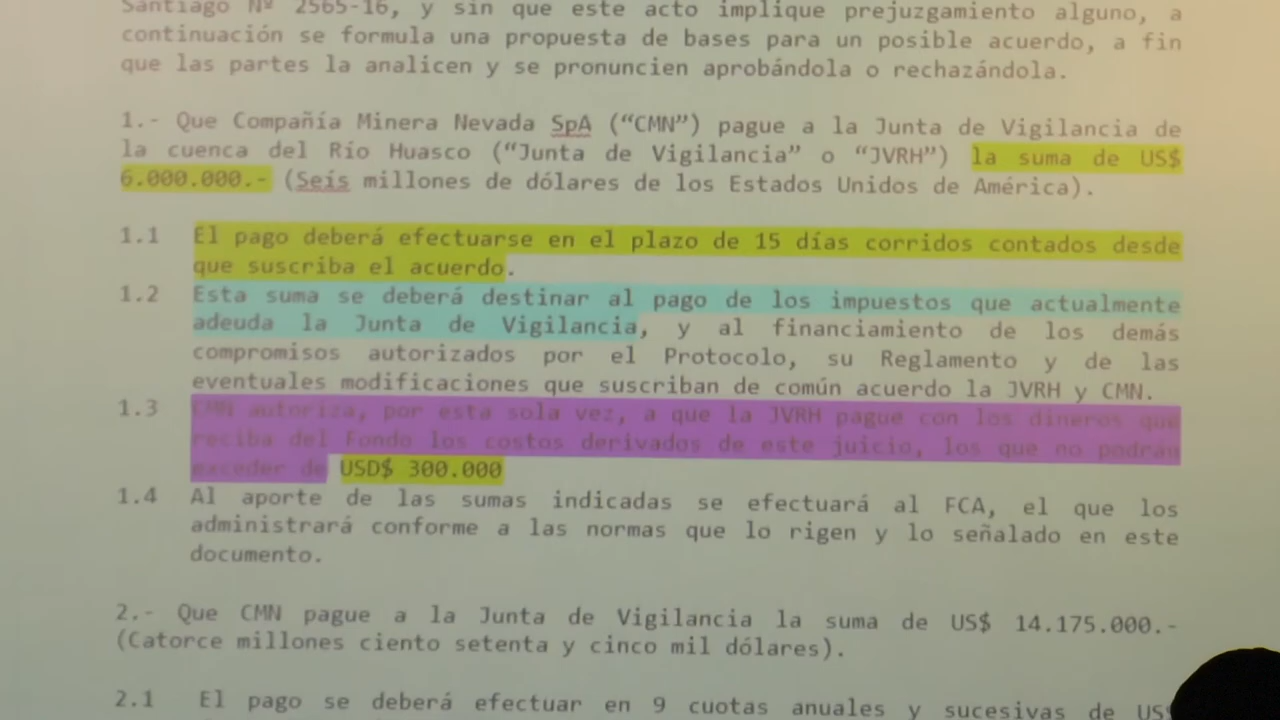 Santiago Nº 2565-16, y sin que este acto implique prejuzgamiento alguno, a
continuación se formula una propuesta de bases para un posible acuerdo, a fin
que las partes la analicen y se pronuncien aprobándola o rechazándola.
1.- Que Compañía Minera Nevada SpA (“CMN”) pague a la Junta de Vigilancia de
la cuenca del Río Huasco (“Junta de Vigilancia” o “JVRH”) la suma de US$
6.000.000.- (Seis millones de dólares de los Estados Unidos de América).
1.1 El pago deberá efectuarse en el plazo de 15 días corridos contados desde
que suscriba el acuerdo.
1.2 Esta suma se deberá destinar al pago de los impuestos que actualmente
adeuda la Junta de Vigilancia, y al financiamiento de los demás
compromisos autorizados por el Protocolo, su Reglamento y de las
eventuales modificaciones que suscriban de común acuerdo la JVRH y CMN.
1.3 CMN autoriza, por esta sola vez, a que la JVRH pague con los dineros que
reciba del Fondo los costos derivados de este juicio, los que no podrán
exceder de USD$ 300.000
1.4 Al aporte de las sumas indicadas se efectuará al FCA, el que los
administrará conforme a las normas que lo rigen y lo señalado en este
documento.
2.- Que CMN pague a la Junta de Vigilancia la suma de US$ 14.175.000.-
(Catorce millones ciento setenta y cinco mil dólares).
2.1 El pago se deberá efectuar en 9 cuotas anuales y sucesivas de US$